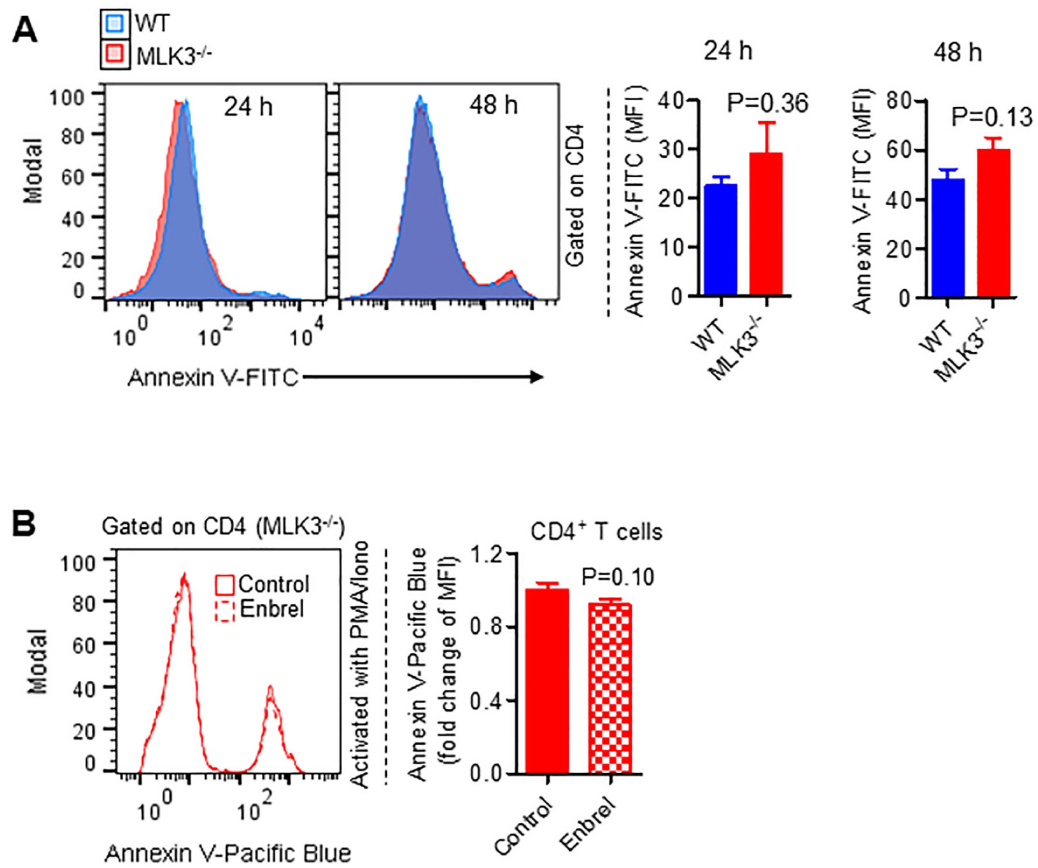 A
WT
MLK3-/-
24 h
48 h
Modal
100
80
60
40
20
0
10^0
10^2
10^4
Annexin V-FITC
Gated on CD4
24 h
Annexin V-FITC (MFI)
40
30
20
10
0
P=0.36
WT
MLK3-/-
48 h
Annexin V-FITC (MFI)
80
60
40
20
0
P=0.13
WT
MLK3-/-
B
Gated on CD4 (MLK3-/-)
Modal
100
80
60
40
20
0
Control
Enbrel
10^0
10^2
Annexin V-Pacific Blue
Activated with PMA/Iono
CD4+ T cells
Annexin V-Pacific Blue
(fold change of MFI)
1.2
0.8
0.4
0.0
P=0.10
Control
Enbrel